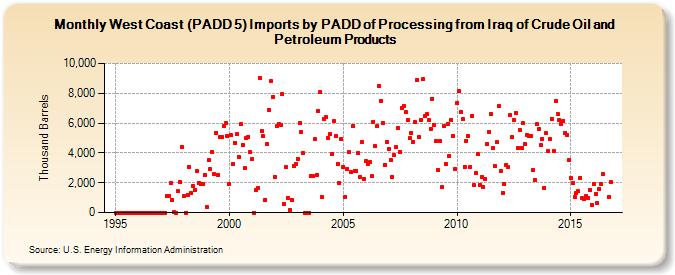 Monthly West Coast (PADD 5) Imports by PADD of Processing from Iraq of Crude Oil and
Petroleum Products
Thousand Barrels
10,000
8,000
6,000
4,000
2,000
0
1995
2000
2005
2010
2015
Source: U.S. Energy Information Administration